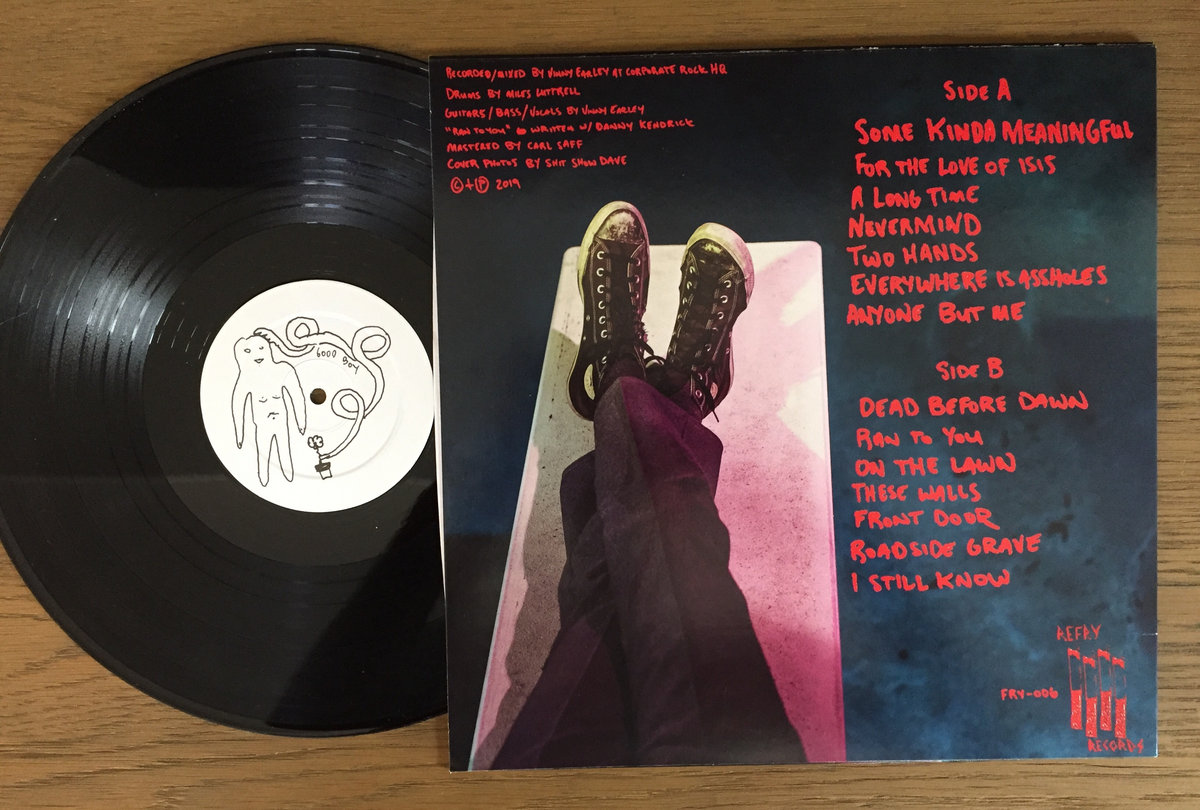 RECORDED/MIXED BY VINNY EARLEY AT CORPORATE ROCK HQ
DRUMS BY MILES LUTTRELL
GUITARS/BASS/VOCALS BY VINNY EARLEY
"RAN TO YOU" WRITTEN W/ DANNY KENDRICK
MASTERED BY CARL SAFF
COVER PHOTOS BY SHIT SHOW DAVE
©+℗ 2019
SIDE A
SOME KINDA MEANINGFUL
FOR THE LOVE OF ISIS
A LONG TIME
NEVERMIND
TWO HANDS
EVERYWHERE IS ASSHOLES
ANYONE BUT ME
SIDE B
DEAD BEFORE DAWN
RAN TO YOU
ON THE LAWN
THESE WALLS
FRONT DOOR
ROADSIDE GRAVE
I STILL KNOW
REFRY
FRY-006
RECORDS
GOOD BOY